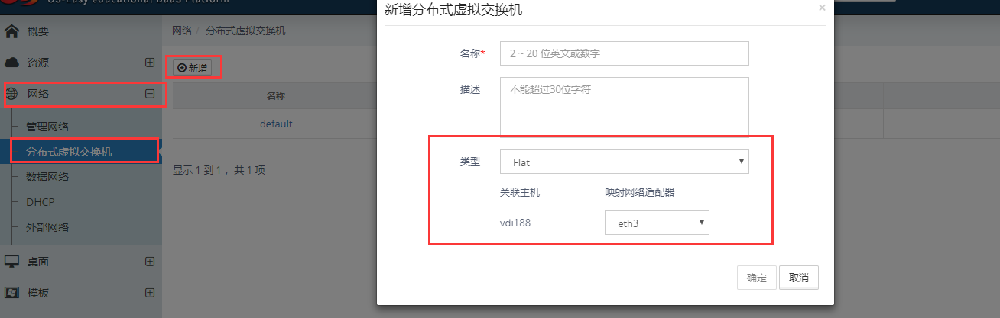 OS-Easy educational DaaS Platform
概要
资源
网络
管理网络
分布式虚拟交换机
数据网络
DHCP
外部网络
桌面
模板
网络 / 分布式虚拟交换机
新增
名称
default
显示 1 到 1 ，共 1 项
新增分布式虚拟交换机
×
名称*
2 ~ 20 位英文或数字
描述
不能超过30位字符
类型
Flat
关联主机 映射网络适配器
vdi188 eth3
确定 取消